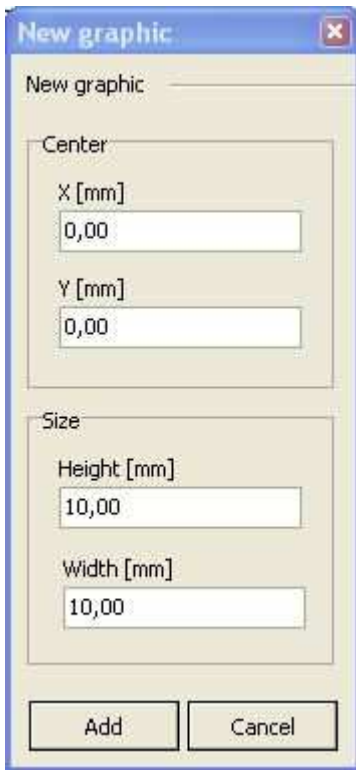 New graphic
New graphic
Center
X [mm]
0,00
Y [mm]
0,00
Size
Height [mm]
10,00
Width [mm]
10,00
Add Cancel